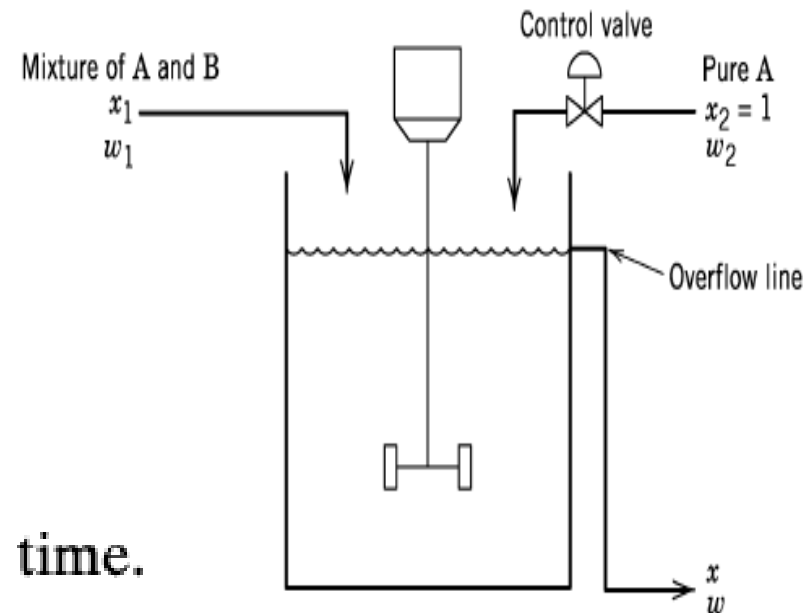 Control valve
Mixture of A and B
x1
w1
Pure A
x2 = 1
w2
Overflow line
time.
x
w